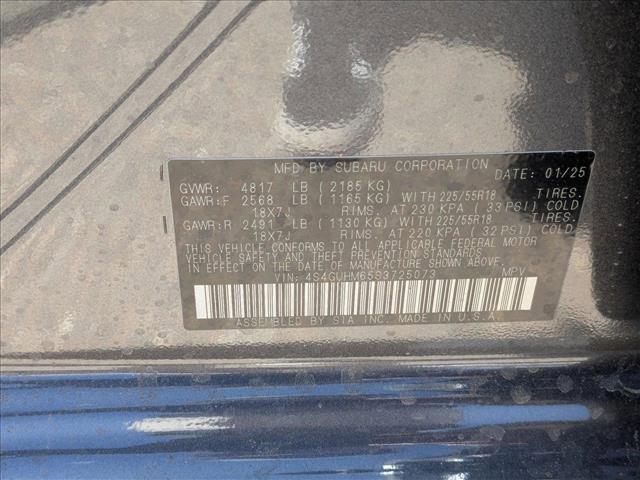 MFD BY SUBARU CORPORATION DATE: 01/25
GVWR: 4817 LB (2185 KG)
GAWR:F 2568 LB (1165 KG) WITH 225/55R18 TIRES.
18X7J RIMS. AT 230 KPA (33 PSI) COLD
GAWR:R 2491 LB (1130 KG) WITH 225/55R18 TIRES.
18X7J RIMS. AT 220 KPA (32 PSI) COLD
THIS VEHICLE CONFORMS TO ALL APPLICABLE FEDERAL MOTOR
VEHICLE SAFETY AND THEFT PREVENTION STANDARDS
IN EFFECT ON THE DATE OF MANUFACTURE SHOWN ABOVE.
VIN: 4S4GUHM65S3725073 MPV
ASSEMBLED BY SIA INC. MADE IN U.S.A.